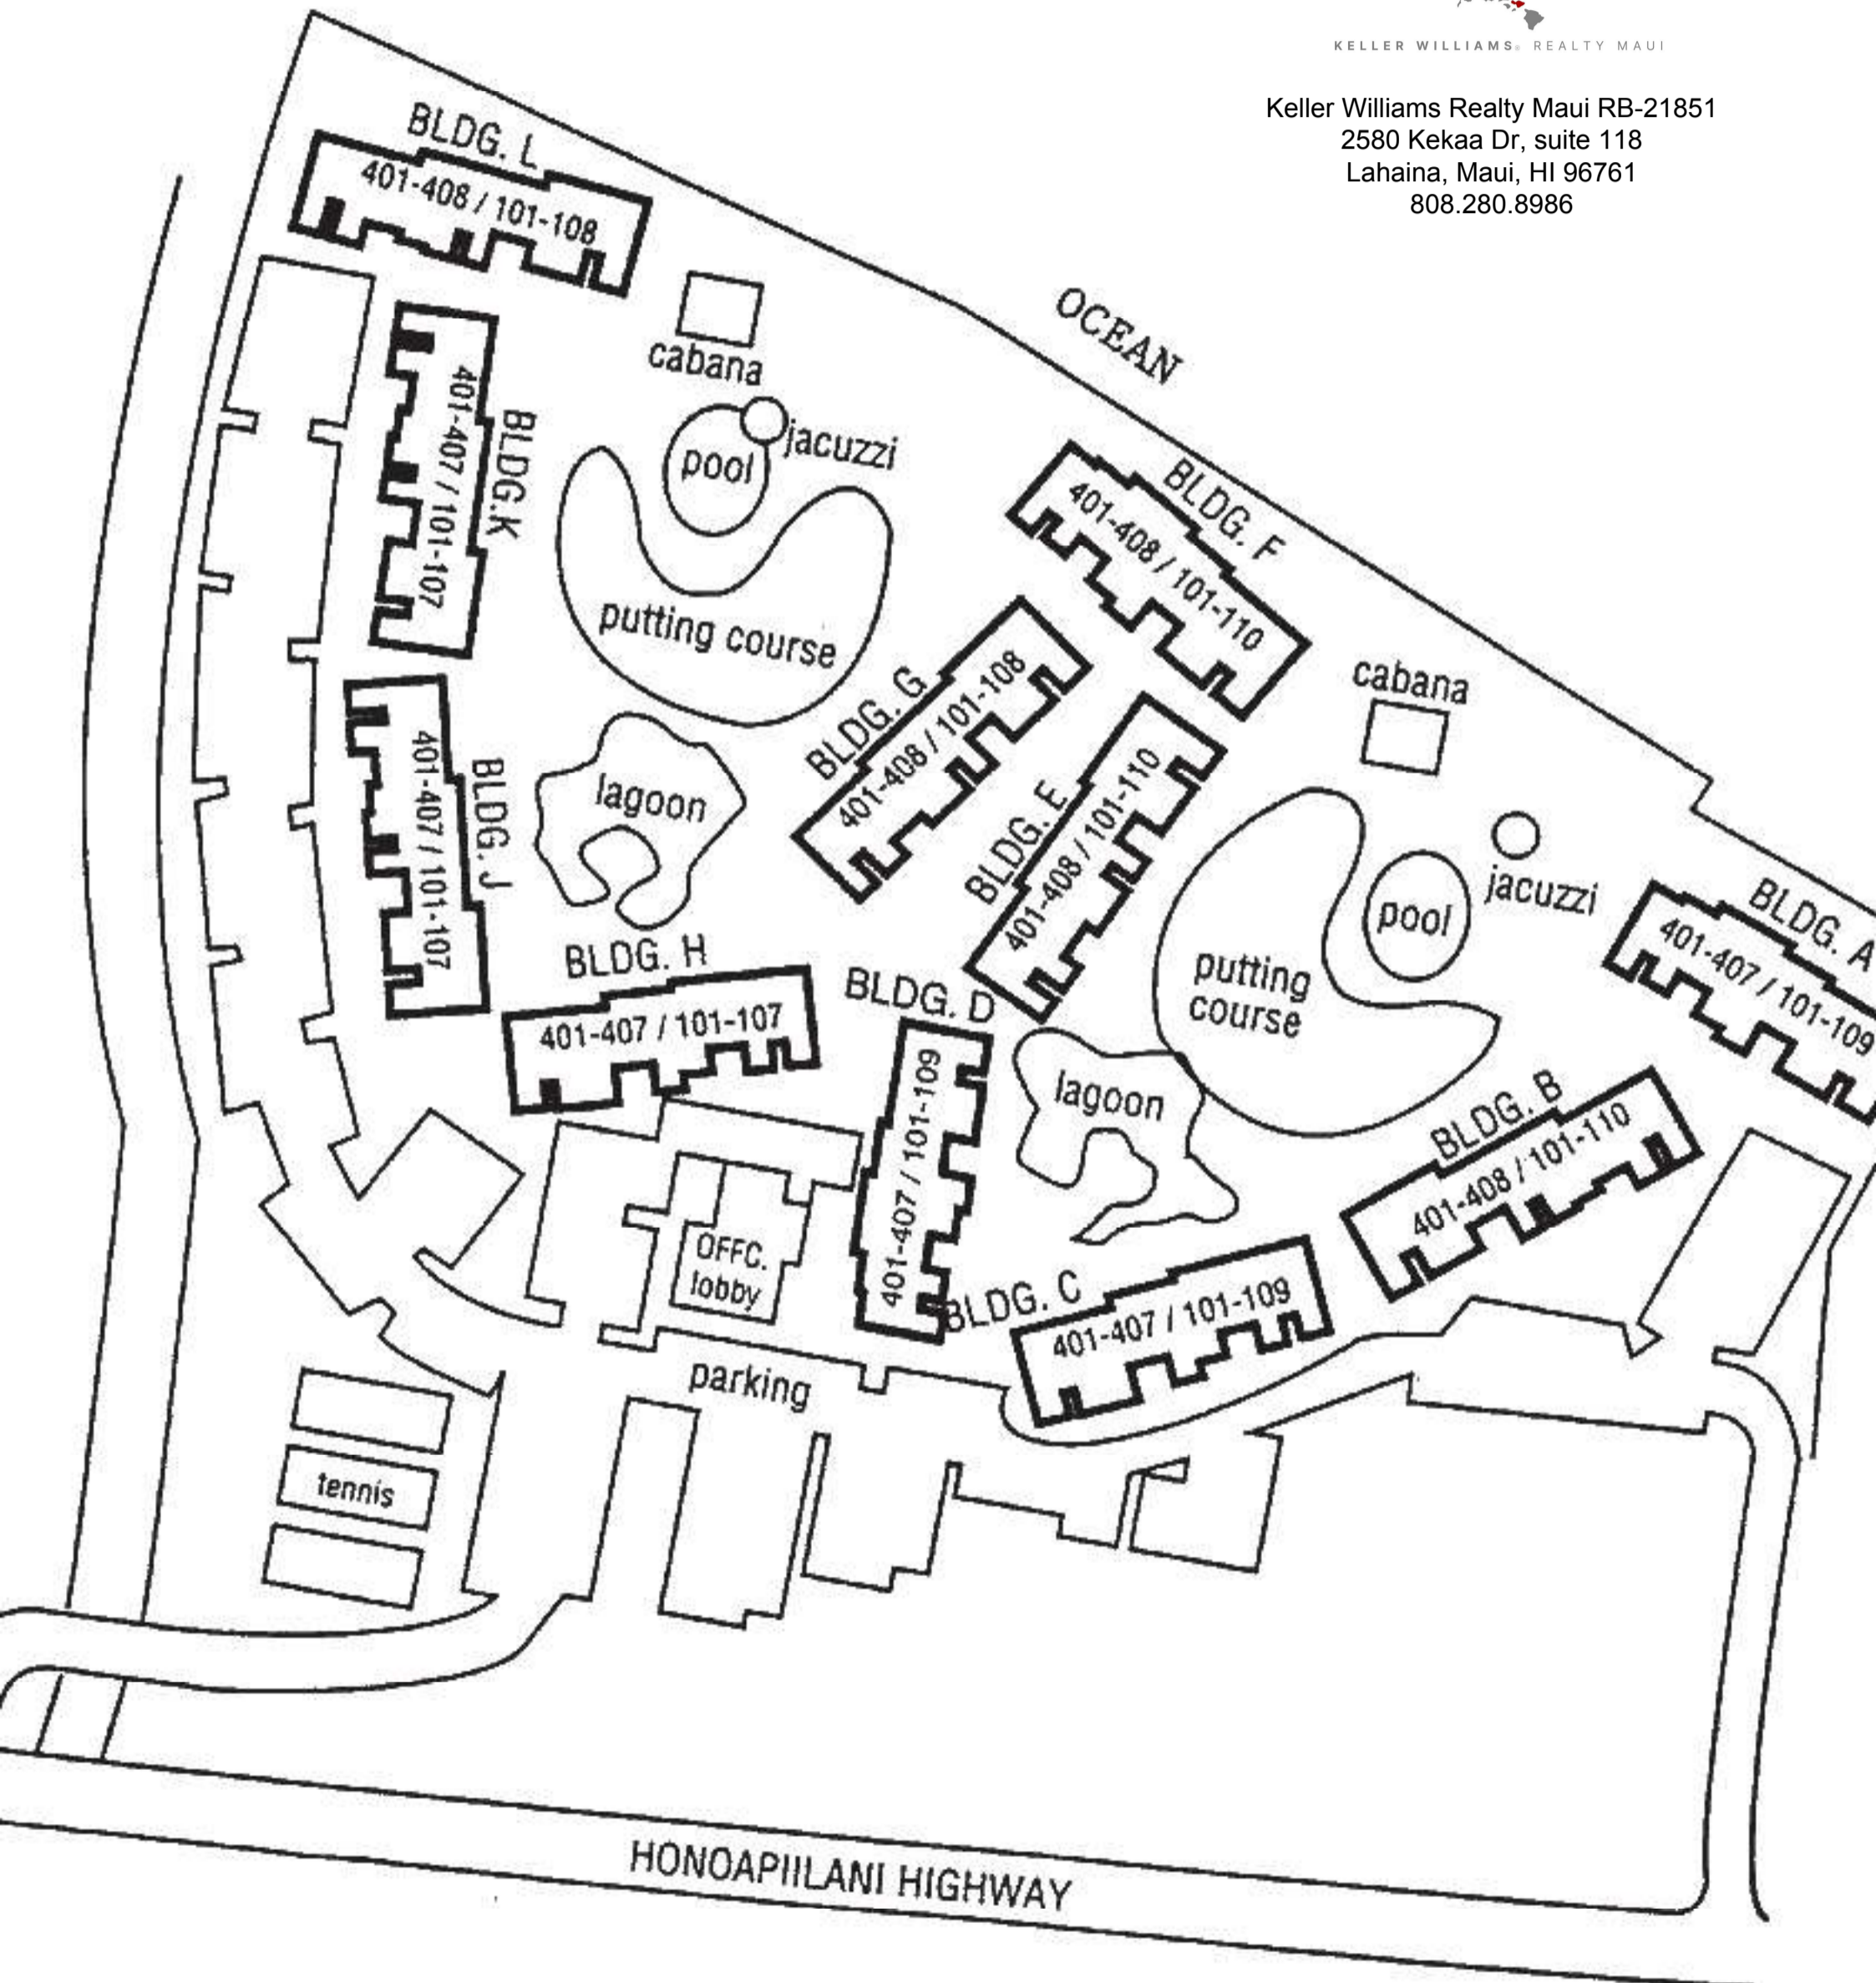 KELLER WILLIAMS® REALTY MAUI
Keller Williams Realty Maui RB-21851
2580 Kekaa Dr, suite 118
Lahaina, Maui, HI 96761
808.280.8986
BLDG. L
401-408 / 101-108
OCEAN
cabana
jacuzzi
pool
BLDG.K
401-407 / 101-107
putting course
BLDG. F
401-408 / 101-110
BLDG. G
401-408 / 101-108
cabana
BLDG. J
401-407 / 101-107
lagoon
BLDG. E
401-408 / 101-110
jacuzzi
pool
BLDG. A
401-407 / 101-109
putting
course
BLDG. H
401-407 / 101-107
BLDG. D
401-407 / 101-109
lagoon
BLDG. B
401-408 / 101-110
OFFC.
lobby
BLDG. C
401-407 / 101-109
parking
tennis
HONOAPIILANI HIGHWAY